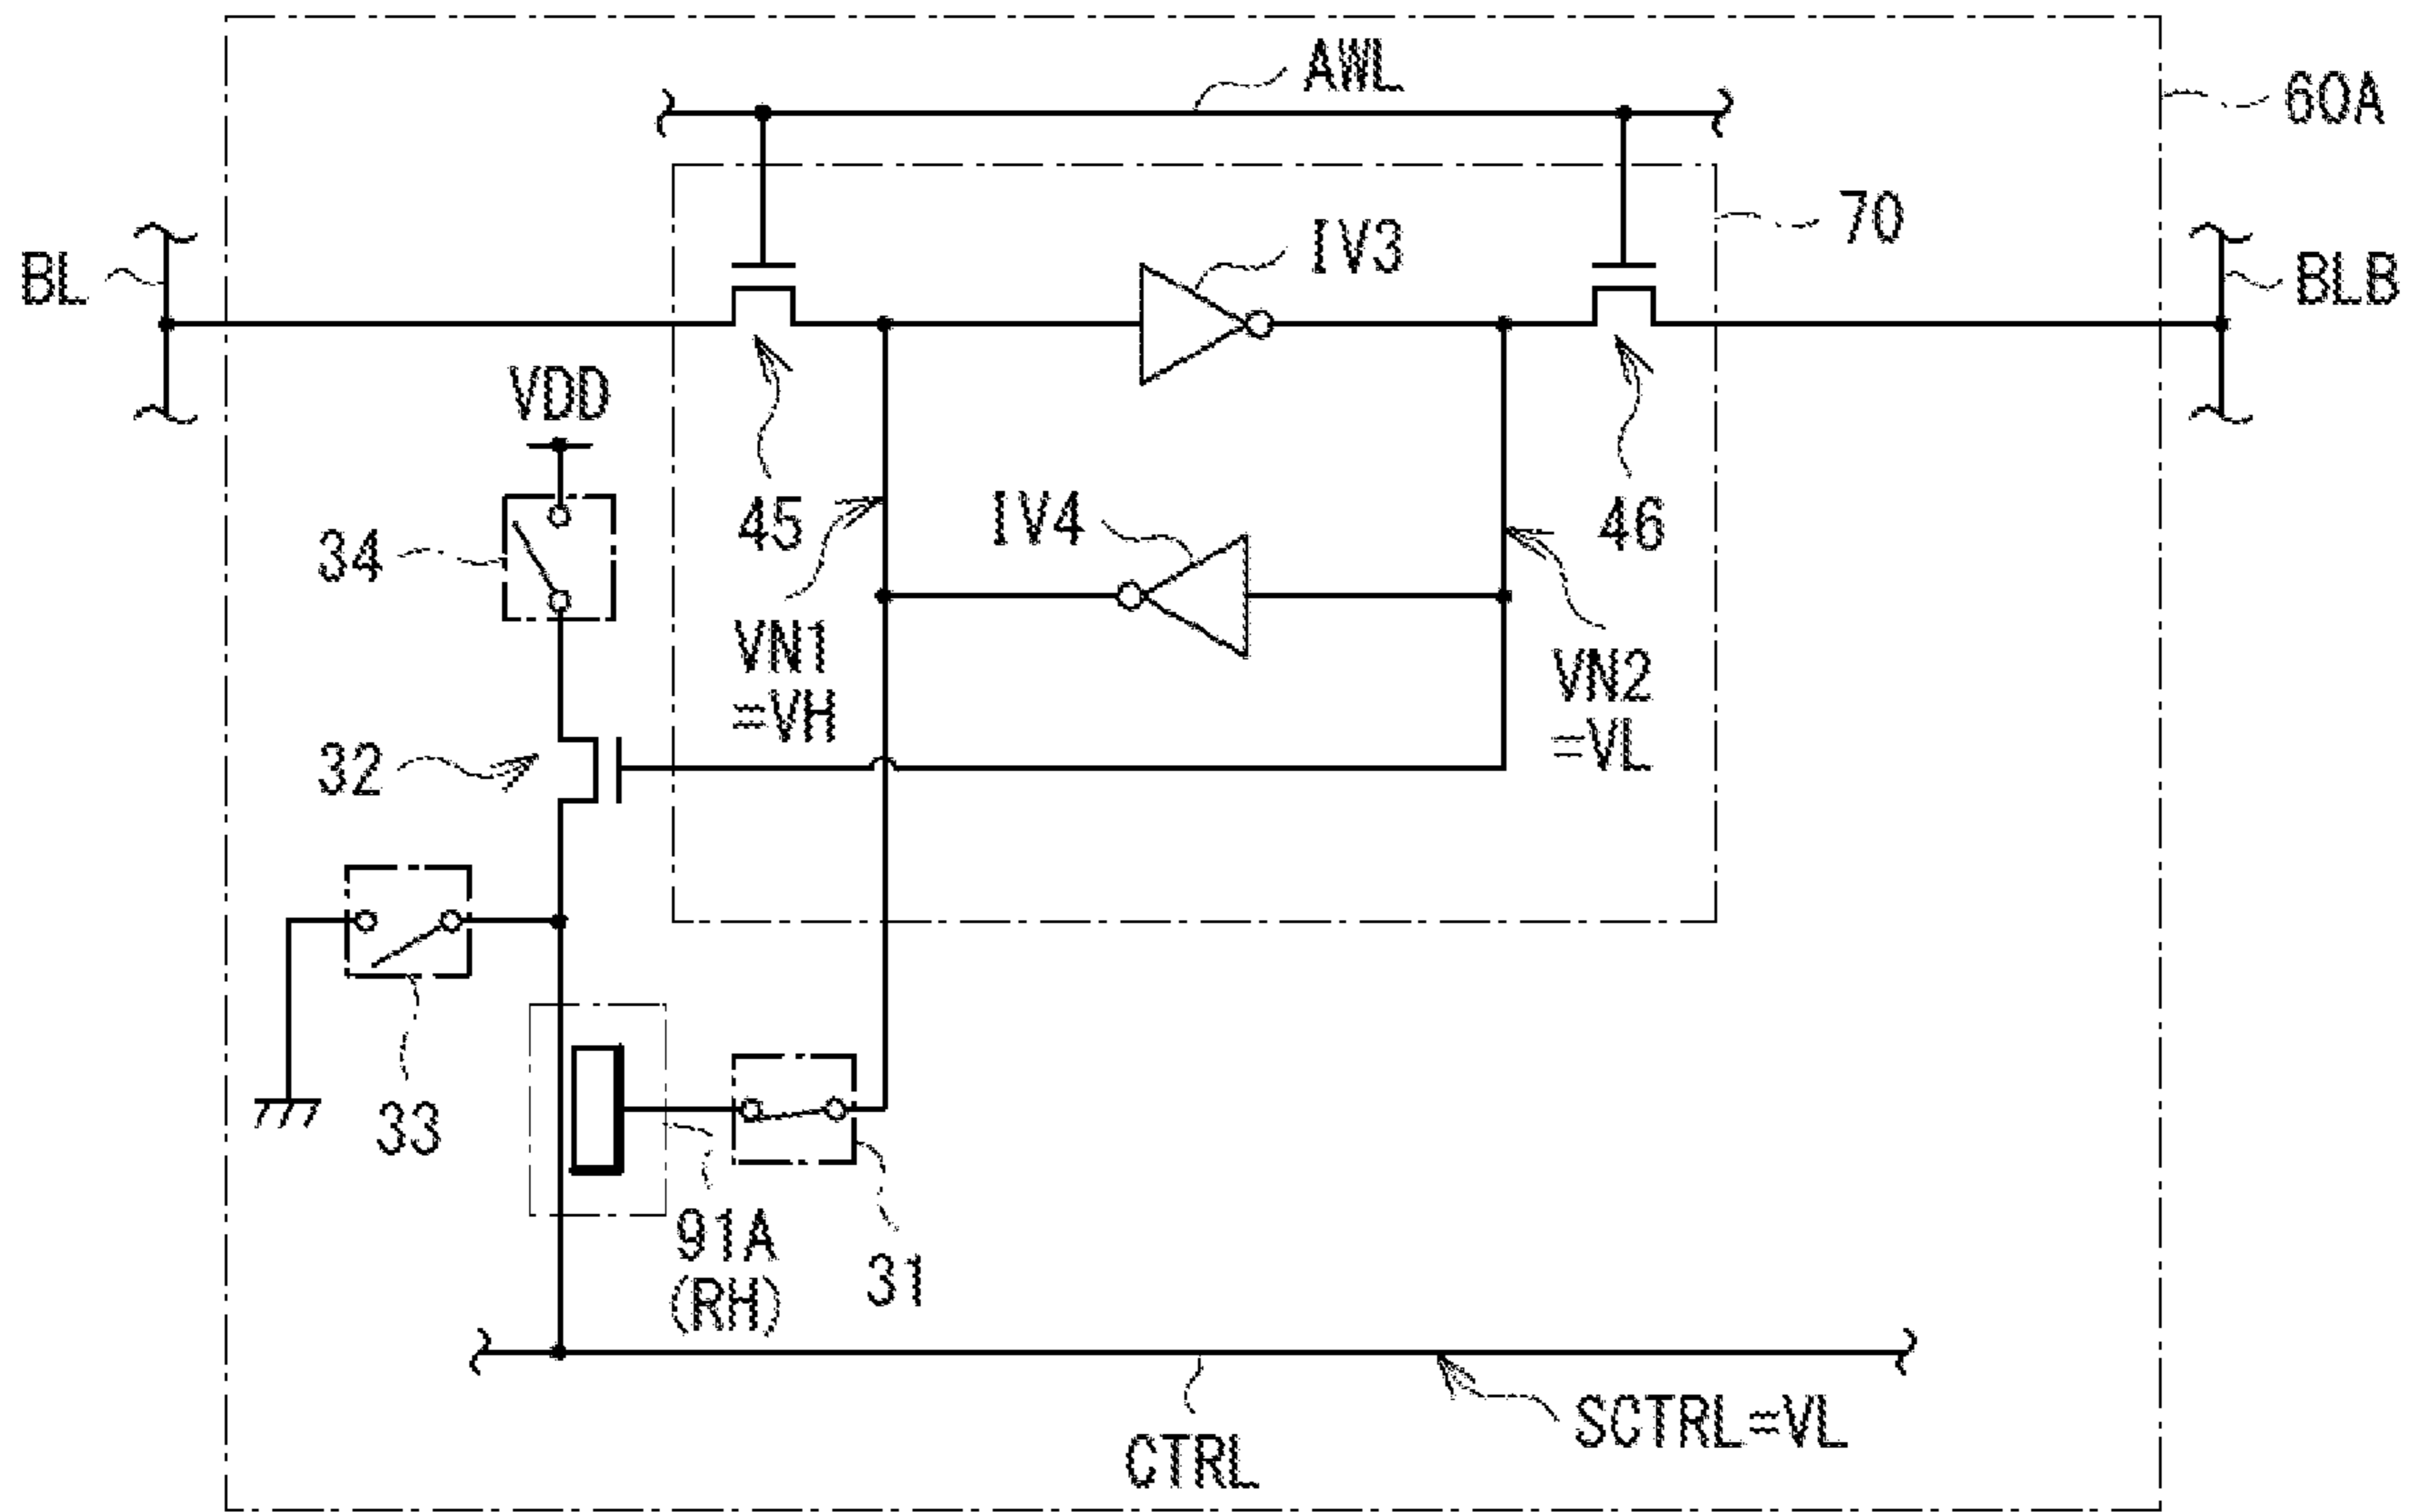 AWL
60A
70
IV3
BL
BLB
VDD
45
IV4
46
34
VN1
=VH
VN2
=VL
32
33
91A
(RH)
31
SCTRL=VL
CTRL